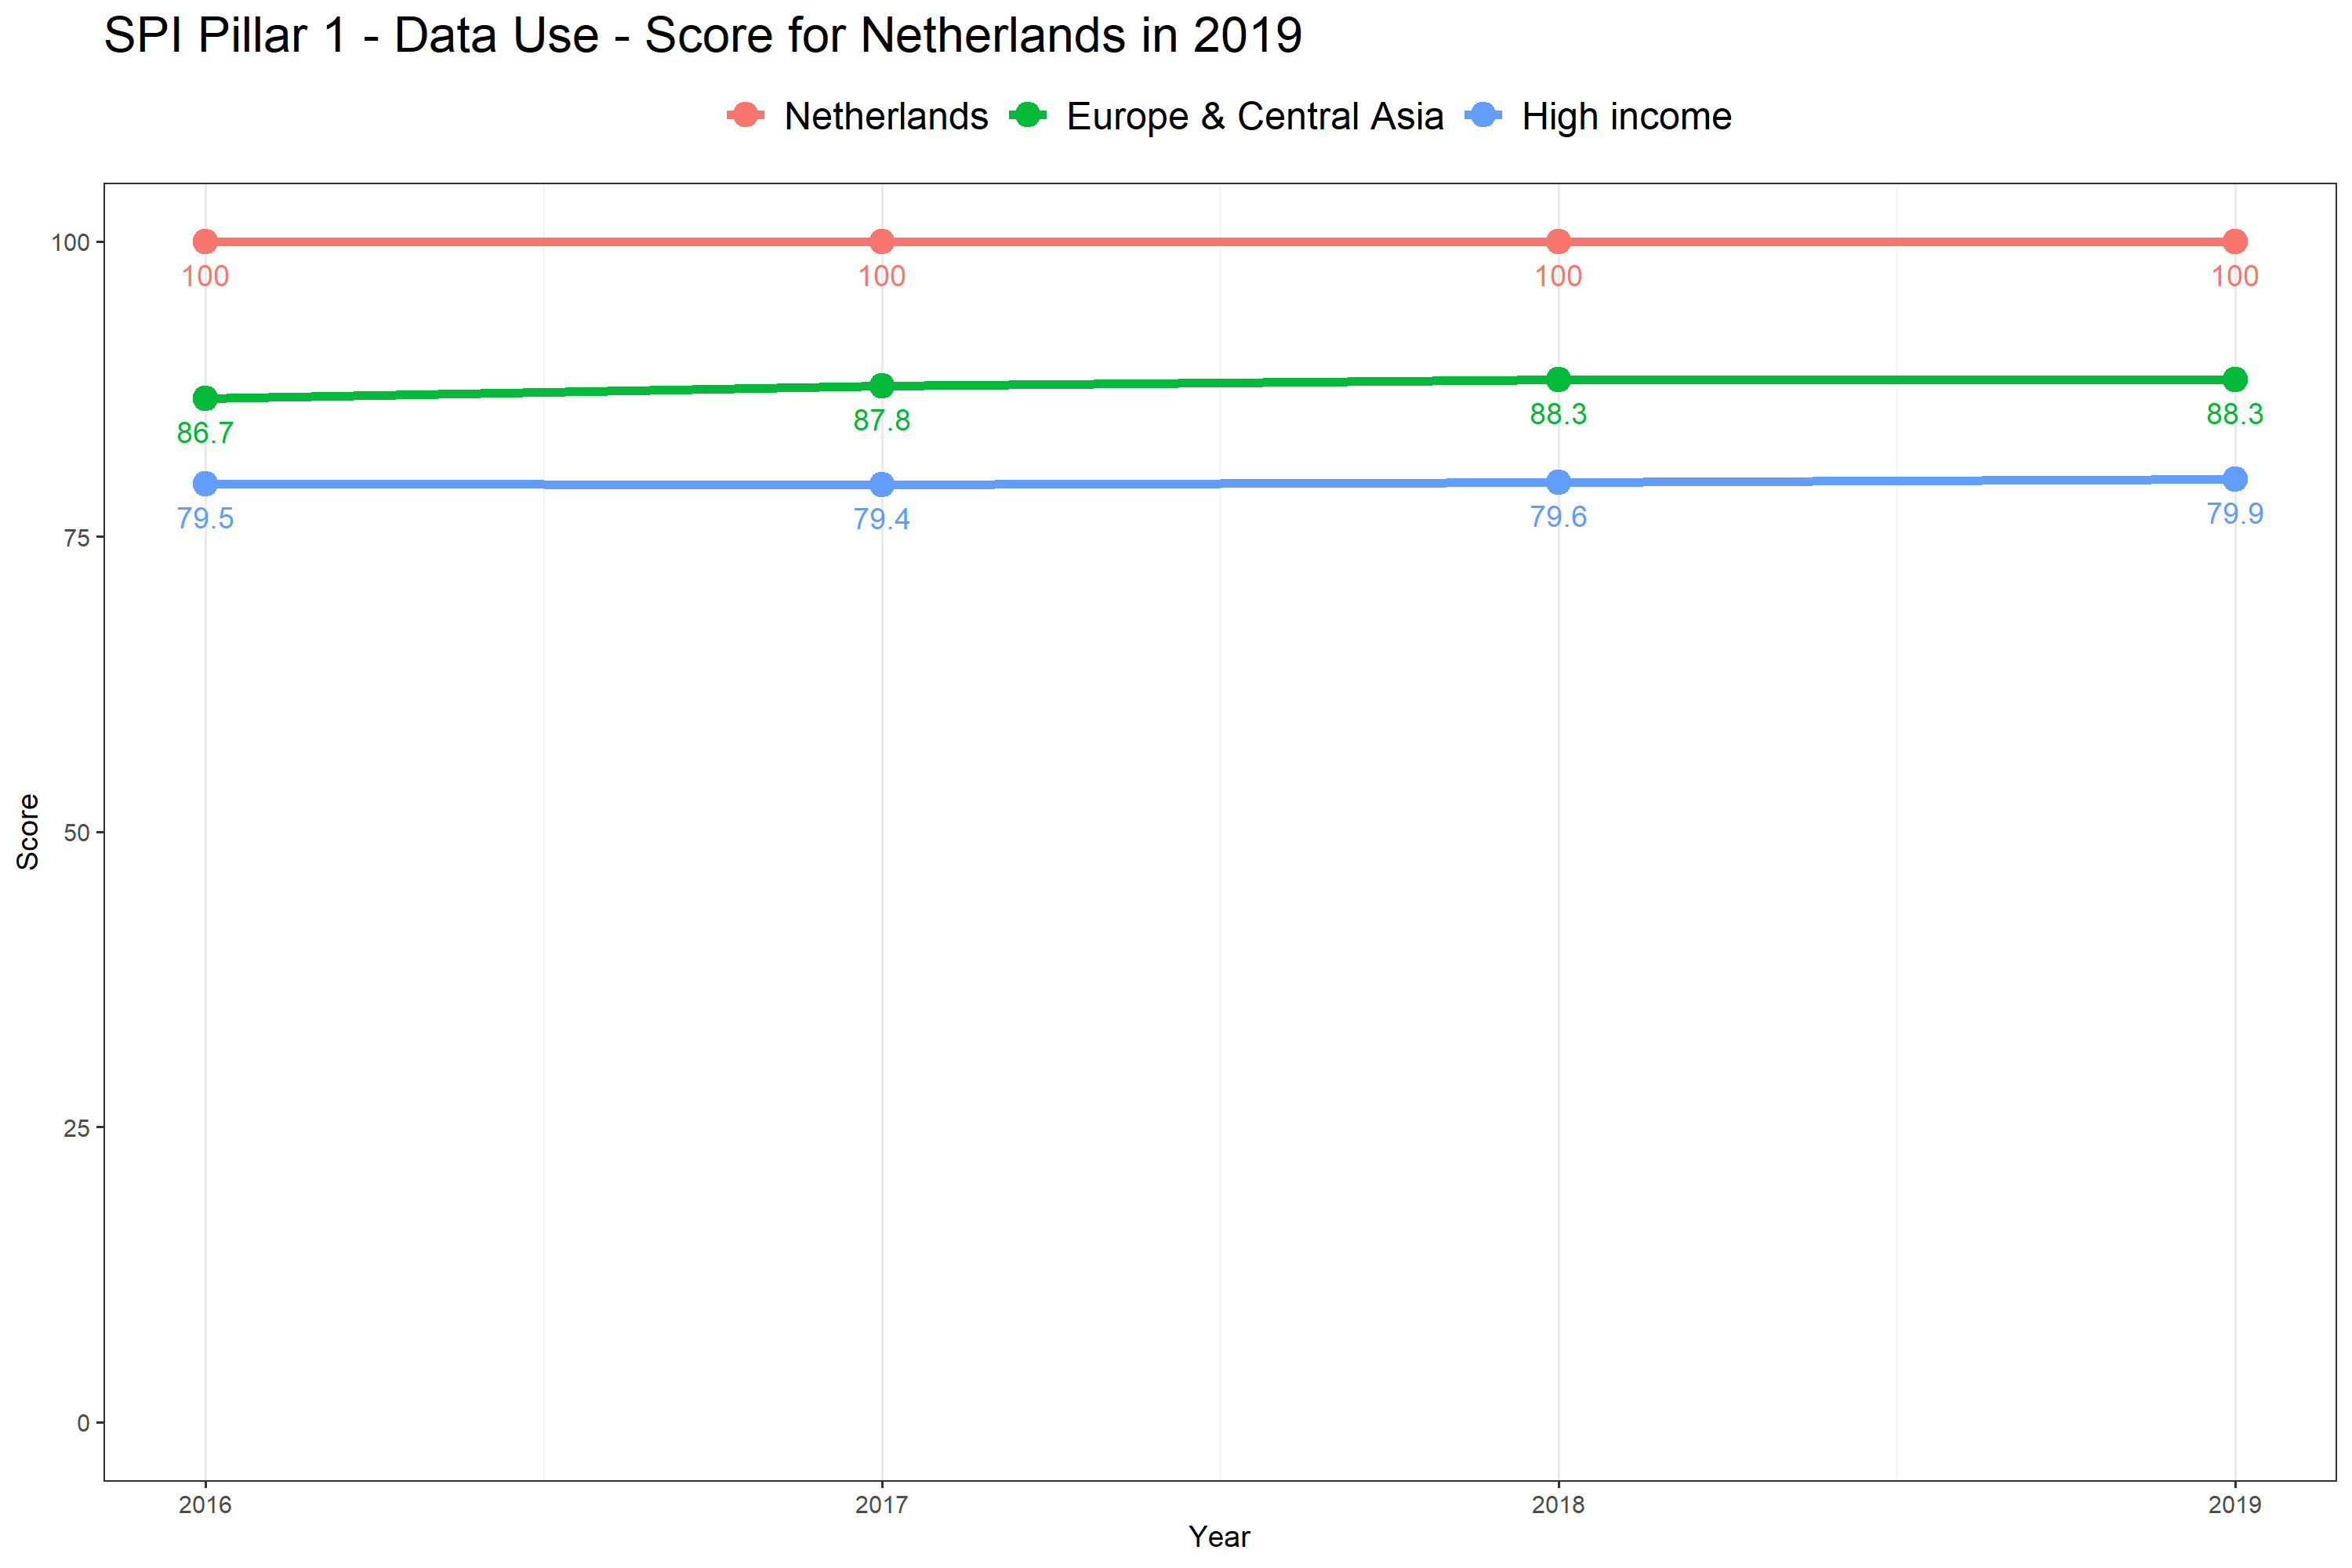 SPI Pillar 1 - Data Use - Score for Netherlands in 2019
Netherlands Europe & Central Asia High income
100
100 100 100 100
86.7 87.8 88.3 88.3
79.5 79.4 79.6 79.9
75
Score
50
25
0
2016 2017 2018 2019
Year